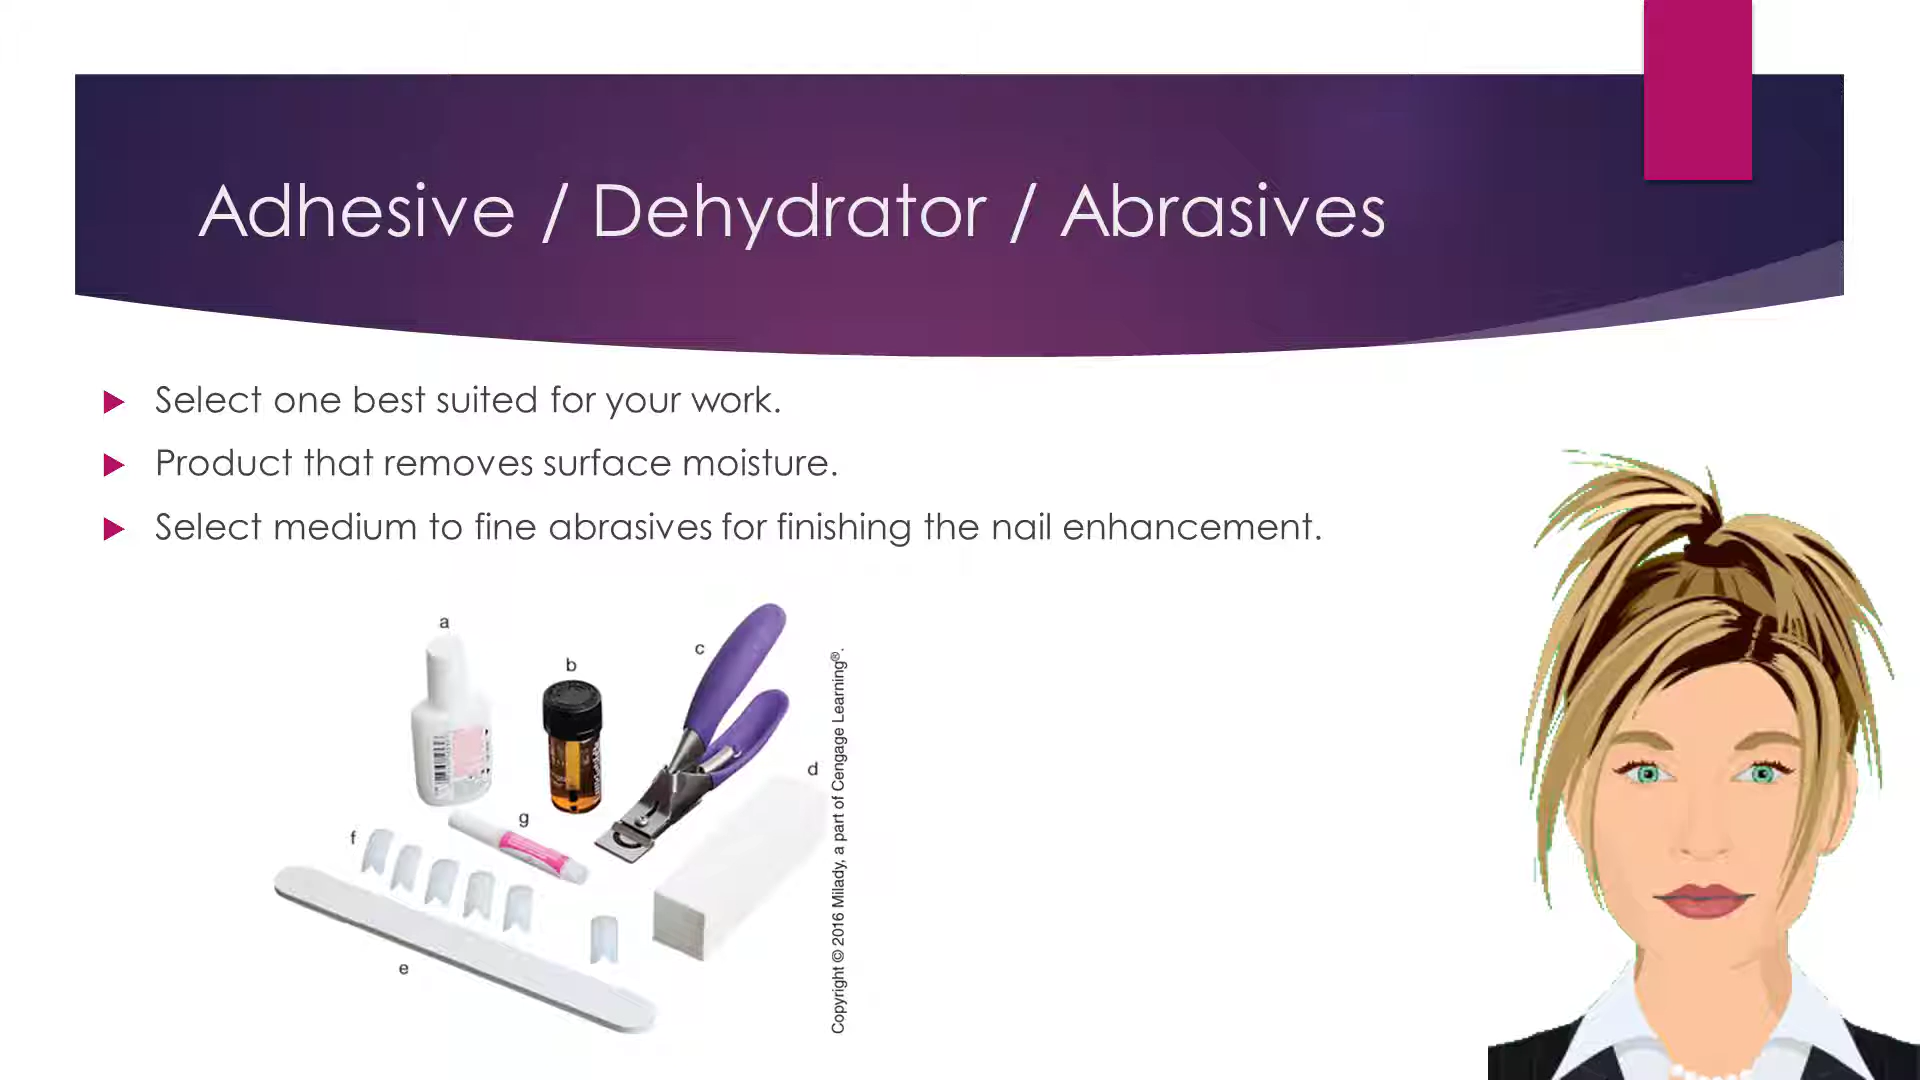 Adhesive / Dehydrator / Abrasives
Select one best suited for your work.
Product that removes surface moisture.
Select medium to fine abrasives for finishing the nail enhancement.
a
b
c
d
g
f
e
Copyright © 2016 Milady, a part of Cengage Learning®.